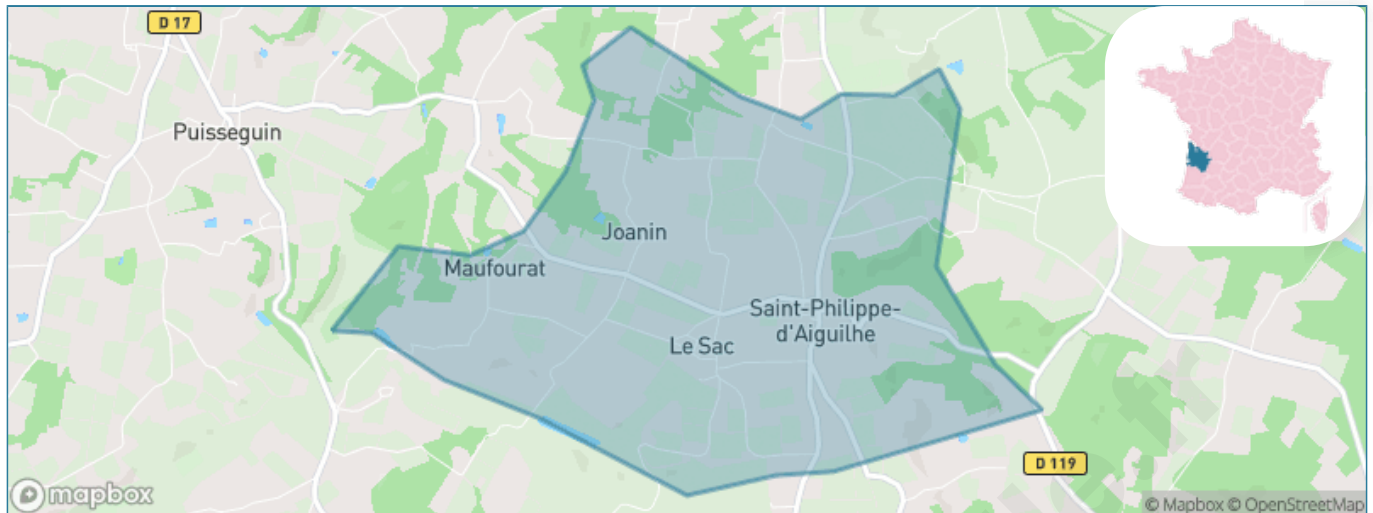 D 17
Puisseguin
Joanin
Maufourat
Saint-Philippe-
d'Aiguilhe
Le Sac
D 119
mapbox
© Mapbox © OpenStreetMap